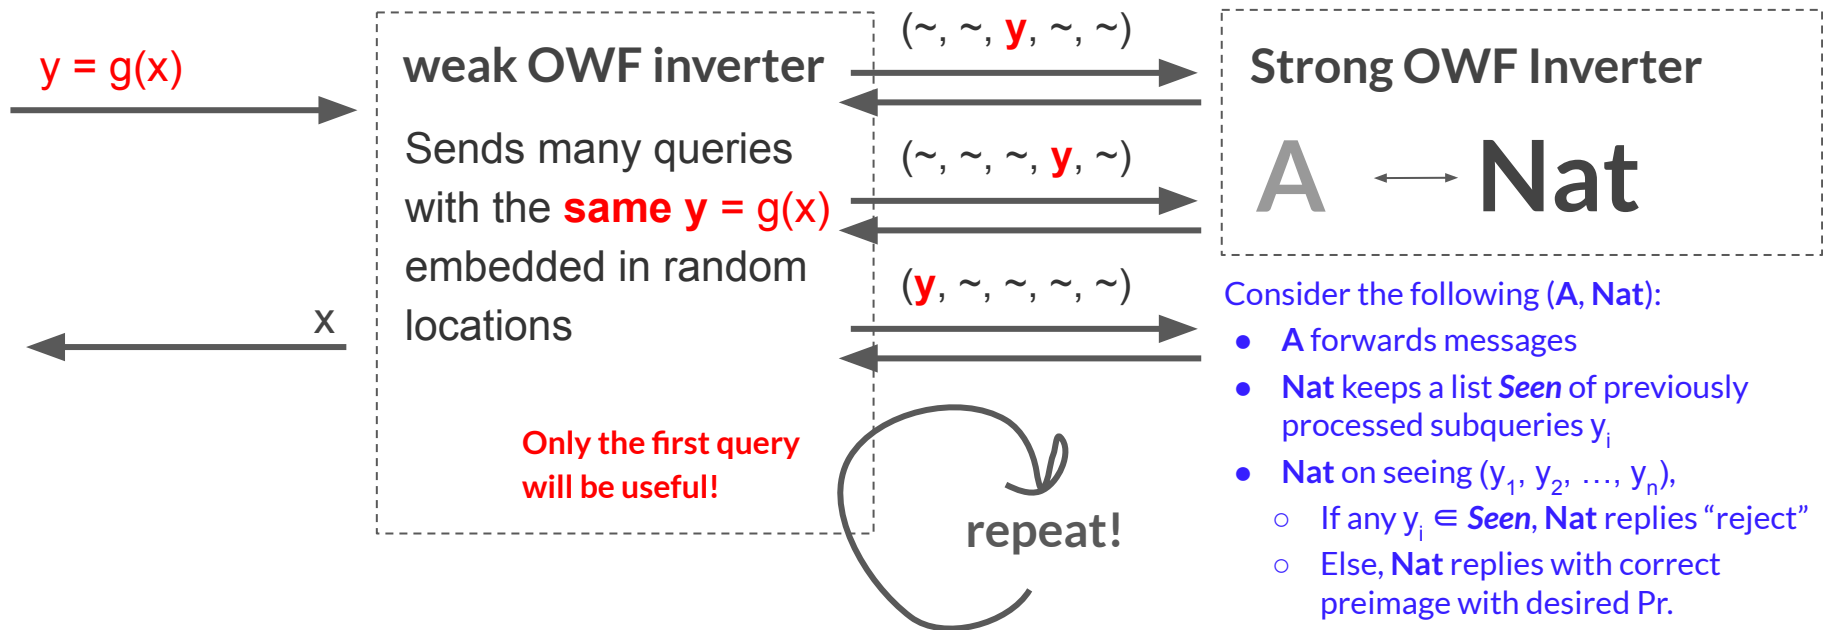 y = g(x)
x
weak OWF inverter
Sends many queries
with the same y = g(x)
embedded in random
locations
Only the first query
will be useful!
(~, ~, y, ~, ~)
(~, ~, ~, y, ~)
(y, ~, ~, ~, ~)
repeat!
Strong OWF Inverter
A Nat
Consider the following (A, Nat):
● A forwards messages
● Nat keeps a list Seen of previously
processed subqueries yᵢ
● Nat on seeing (y₁, y₂, …, yₙ),
○ If any yᵢ ∈ Seen, Nat replies “reject”
○ Else, Nat replies with correct
preimage with desired Pr.